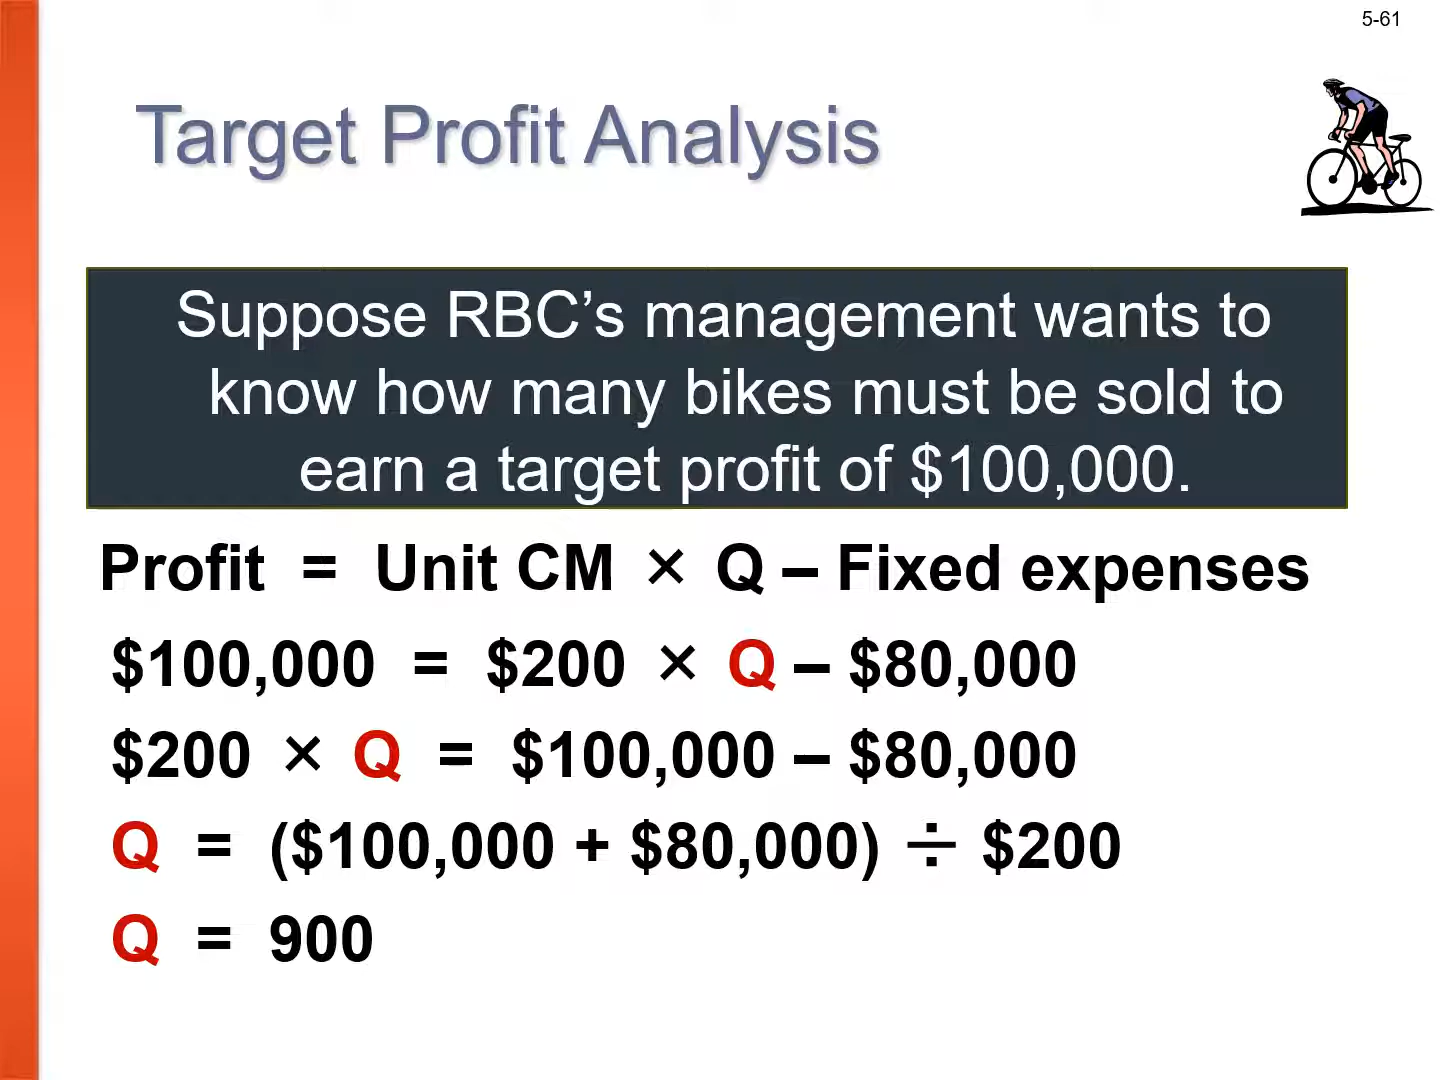 5-61
Target Profit Analysis
Suppose RBC’s management wants to
know how many bikes must be sold to
earn a target profit of $100,000.
Profit = Unit CM × Q – Fixed expenses
$100,000 = $200 × Q – $80,000
$200 × Q = $100,000 – $80,000
Q = ($100,000 + $80,000) ÷ $200
Q = 900